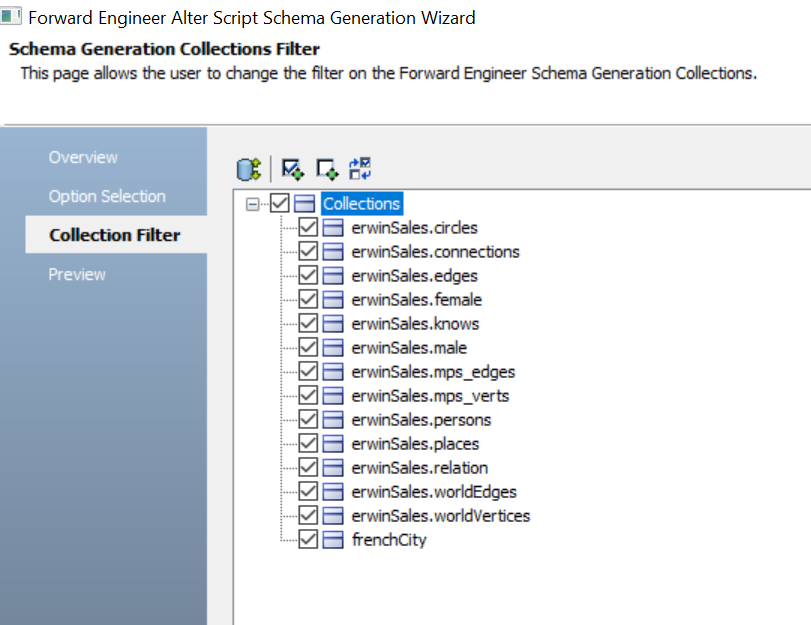 Forward Engineer Alter Script Schema Generation Wizard
Schema Generation Collections Filter
This page allows the user to change the filter on the Forward Engineer Schema Generation Collections.
Overview
Option Selection
Collection Filter
Preview
Collections
erwinSales.circles
erwinSales.connections
erwinSales.edges
erwinSales.female
erwinSales.knows
erwinSales.male
erwinSales.mps_edges
erwinSales.mps_verts
erwinSales.persons
erwinSales.places
erwinSales.relation
erwinSales.worldEdges
erwinSales.worldVertices
frenchCity